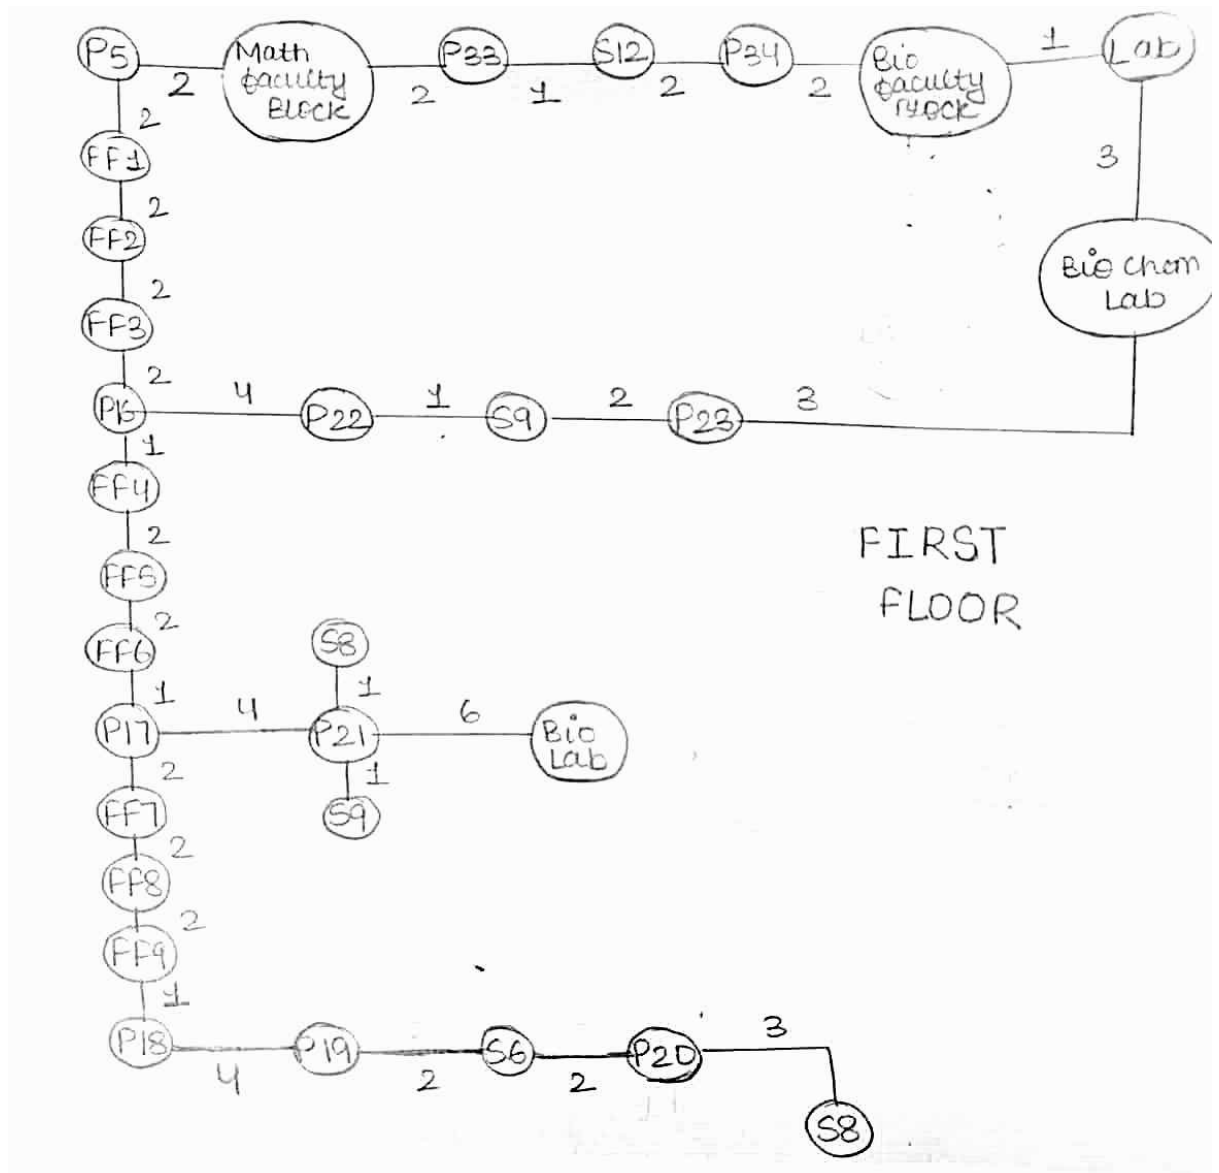 P5
2
Math
faculty
BLOCK
2
P33
1
S12
2
P34
2
Bio
faculty
BLOCK
1
Lab
3
Bio Chem
Lab
2
FF1
2
FF2
2
FF3
2
P16
4
P22
1
S9
2
P23
3
1
FF4
2
FF5
2
FF6
1
P17
4
S8
1
P21
1
S9
6
Bio
Lab
FIRST
FLOOR
2
FF7
2
FF8
2
FF9
1
P18
4
P19
2
S6
2
P20
3
S8